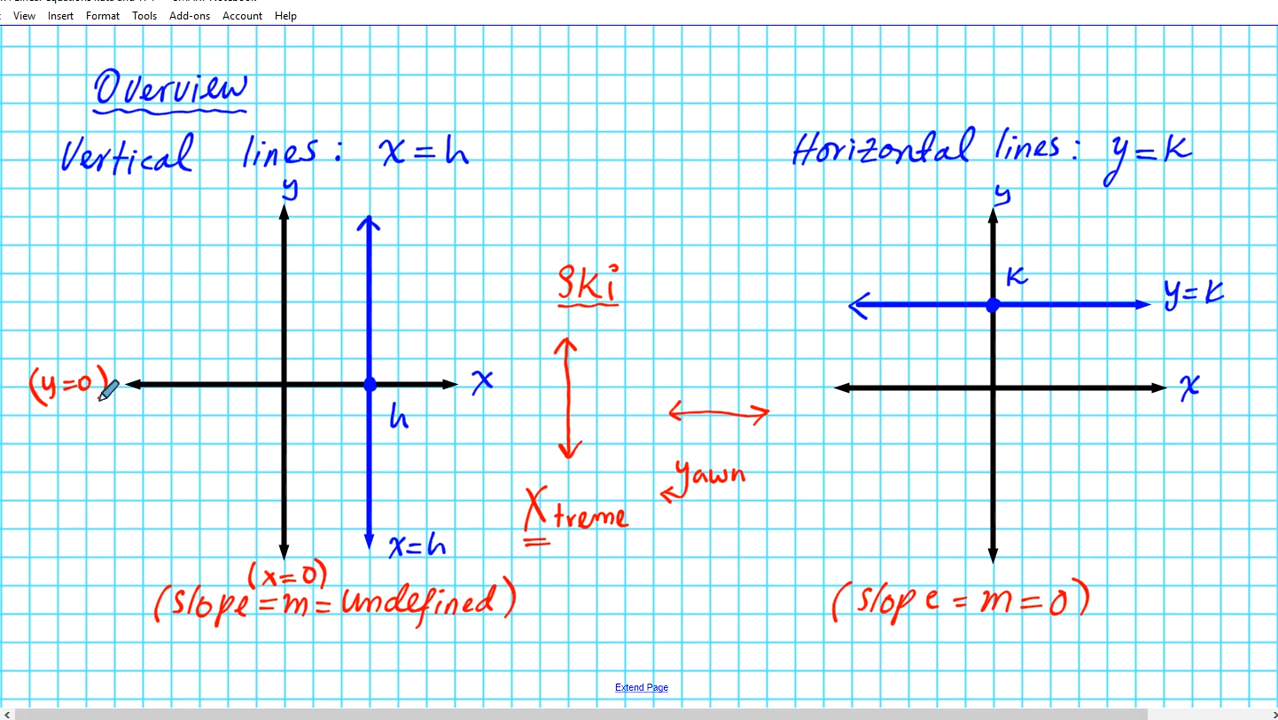 View Insert Format Tools Add-ons Account Help
Overview
Vertical lines: x=h
Horizontal lines: y=k
y
y
Ski
k
y=k
(y=0)
x
x
h
yawn
Xtreme
x=h
(x=0)
(slope=m=undefined)
(slope=m=0)
Extend Page